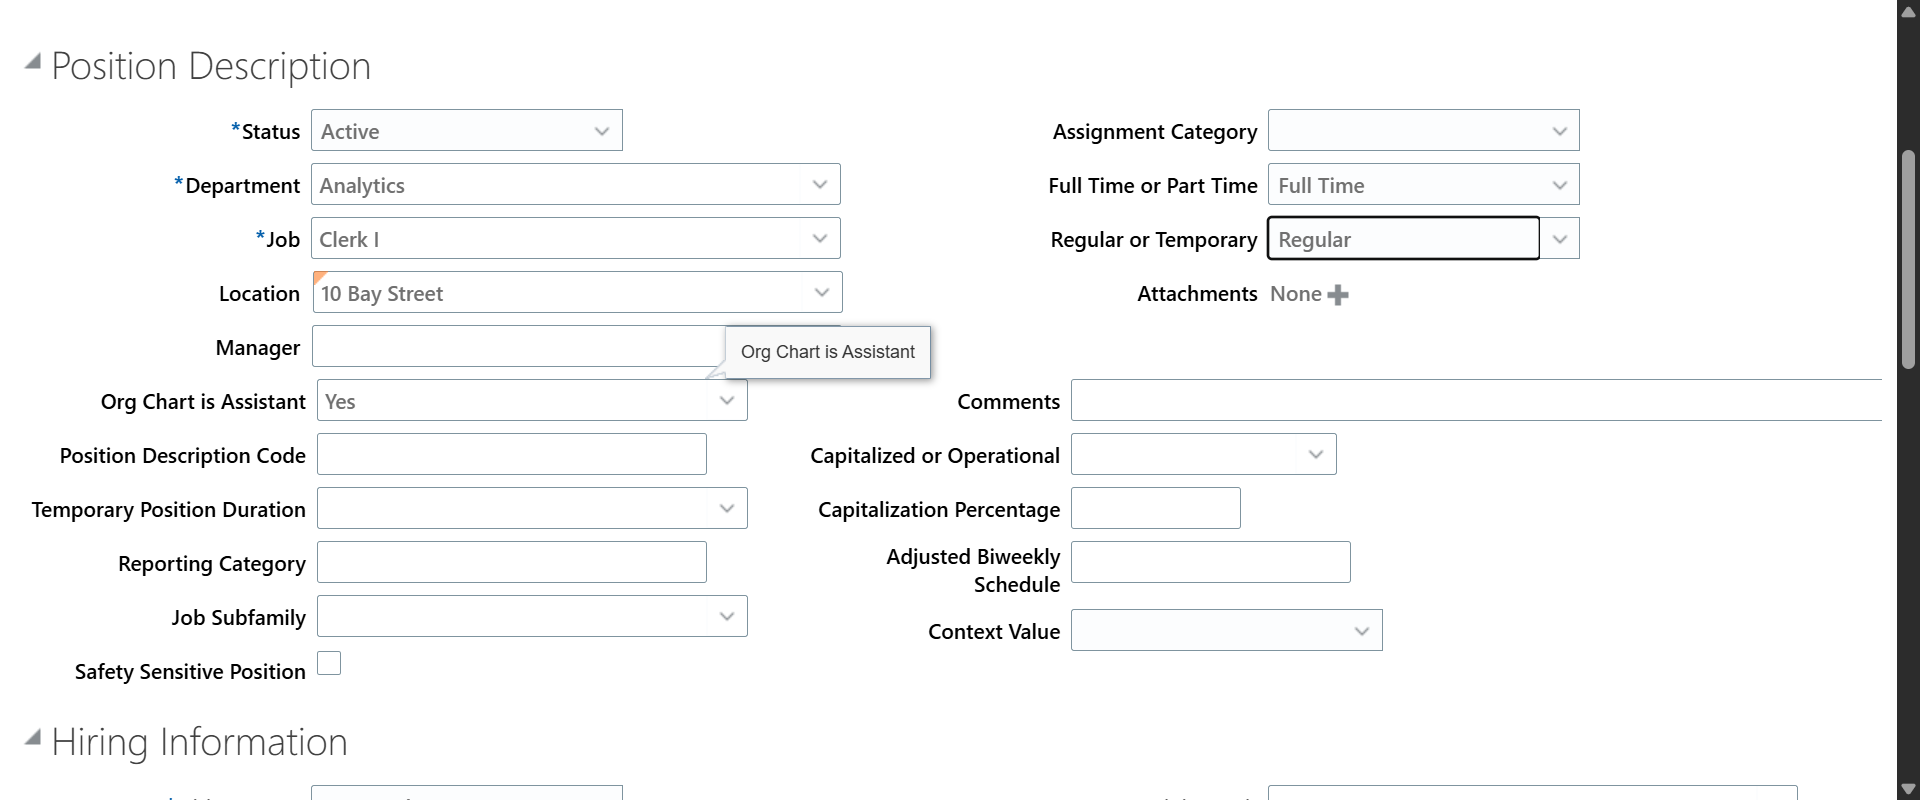 Position Description
*Status Active
*Department Analytics
*Job Clerk I
Location 10 Bay Street
Manager
Assignment Category
Full Time or Part Time Full Time
Regular or Temporary Regular
Attachments None
Org Chart is Assistant
Org Chart is Assistant Yes
Position Description Code
Temporary Position Duration
Reporting Category
Job Subfamily
Safety Sensitive Position
Comments
Capitalized or Operational
Capitalization Percentage
Adjusted Biweekly
Schedule
Context Value
Hiring Information